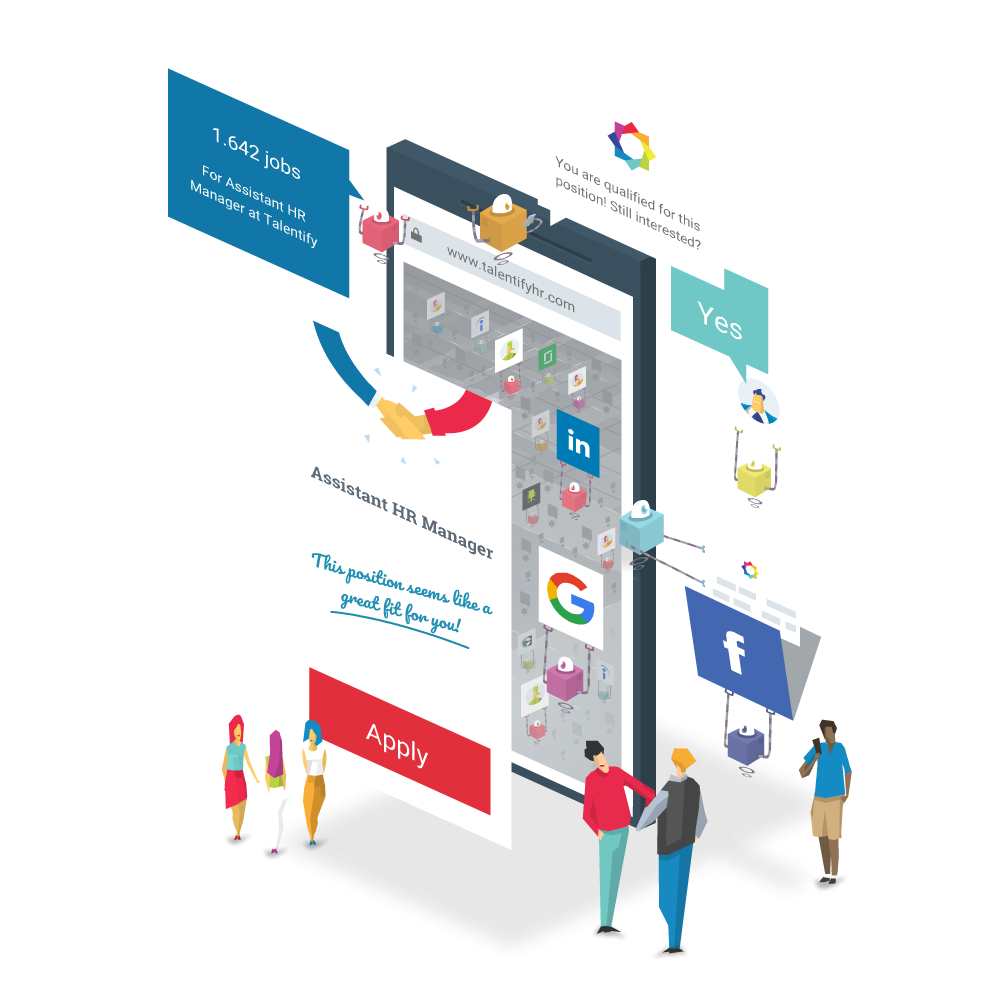 1.642 jobs
For Assistant HR
Manager at Talentify
You are qualified for this
position! Still interested?
www.talentifyhr.com
Yes
in
Assistant HR Manager
This position seems like a
great fit for you!
G
f
Apply